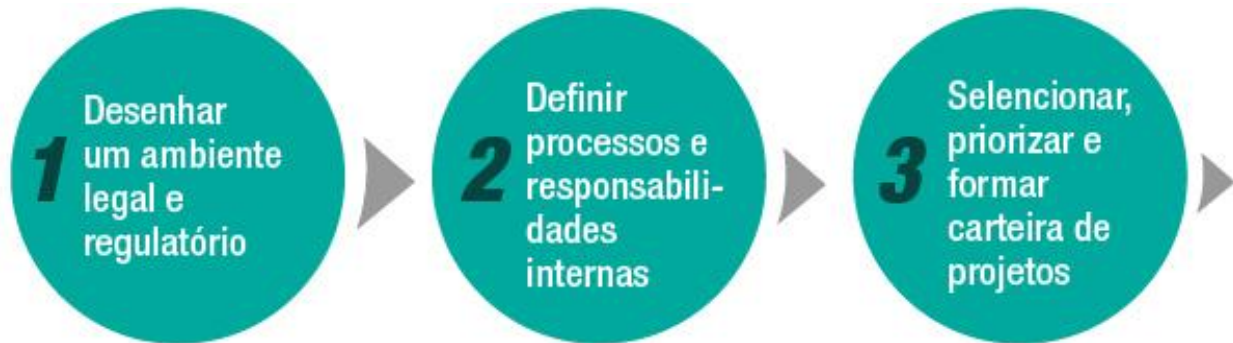 1
Desenhar
um ambiente
legal e
regulatório
2
Definir
processos e
responsabili-
dades
internas
3
Selencionar,
priorizar e
formar
carteira de
projetos